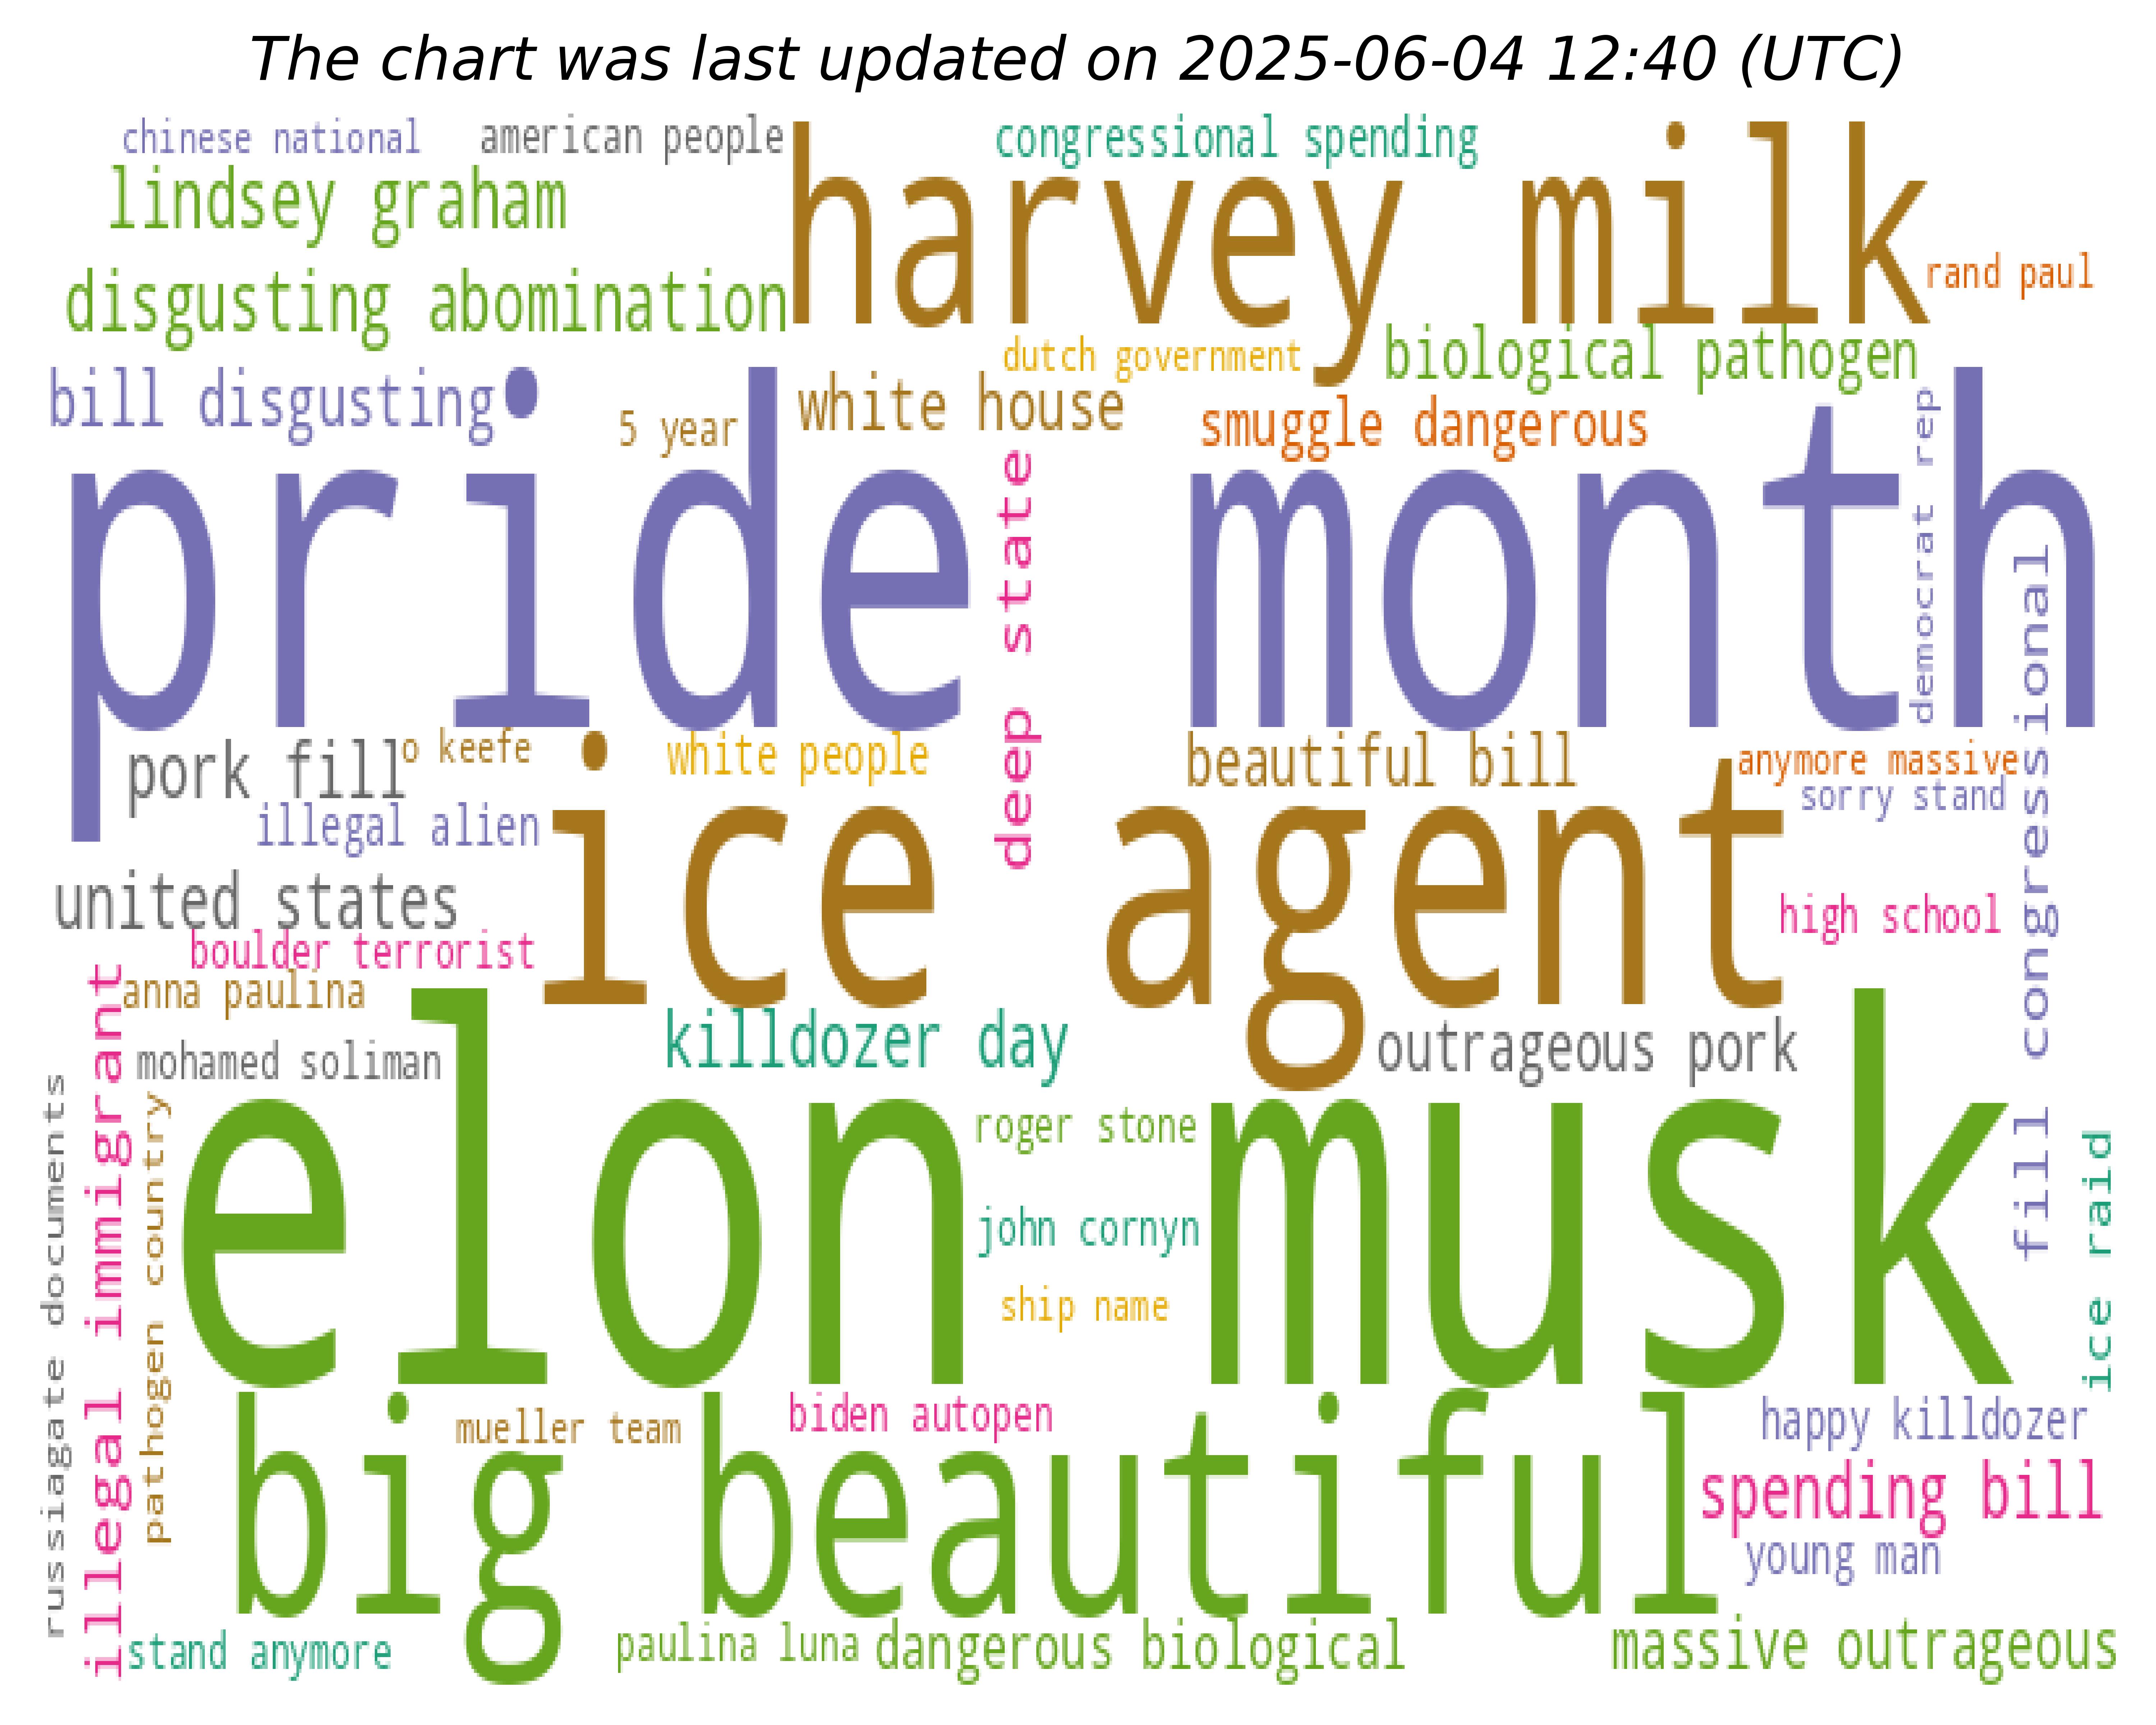 The chart was last updated on 2025-06-04 12:40 (UTC)
chinese national
american people
congressional spending
harvey milk
lindsey graham
rand paul
disgusting abomination
dutch government
biological pathogen
bill disgusting
5 year
white house
smuggle dangerous
democrat rep
pride month
deep state
fill congressional
pork fill
o keefe
white people
beautiful bill
anymore massive
sorry stand
illegal alien
ice agent
united states
high school
boulder terrorist
anna paulina
illegal immigrant
killdozer day
outrageous pork
mohamed soliman
russiagate documents
pathogen country
elon musk
roger stone
john cornyn
ship name
ice raid
big beautiful
mueller team
biden autopen
happy killdozer
spending bill
young man
stand anymore
paulina luna
dangerous biological
massive outrageous